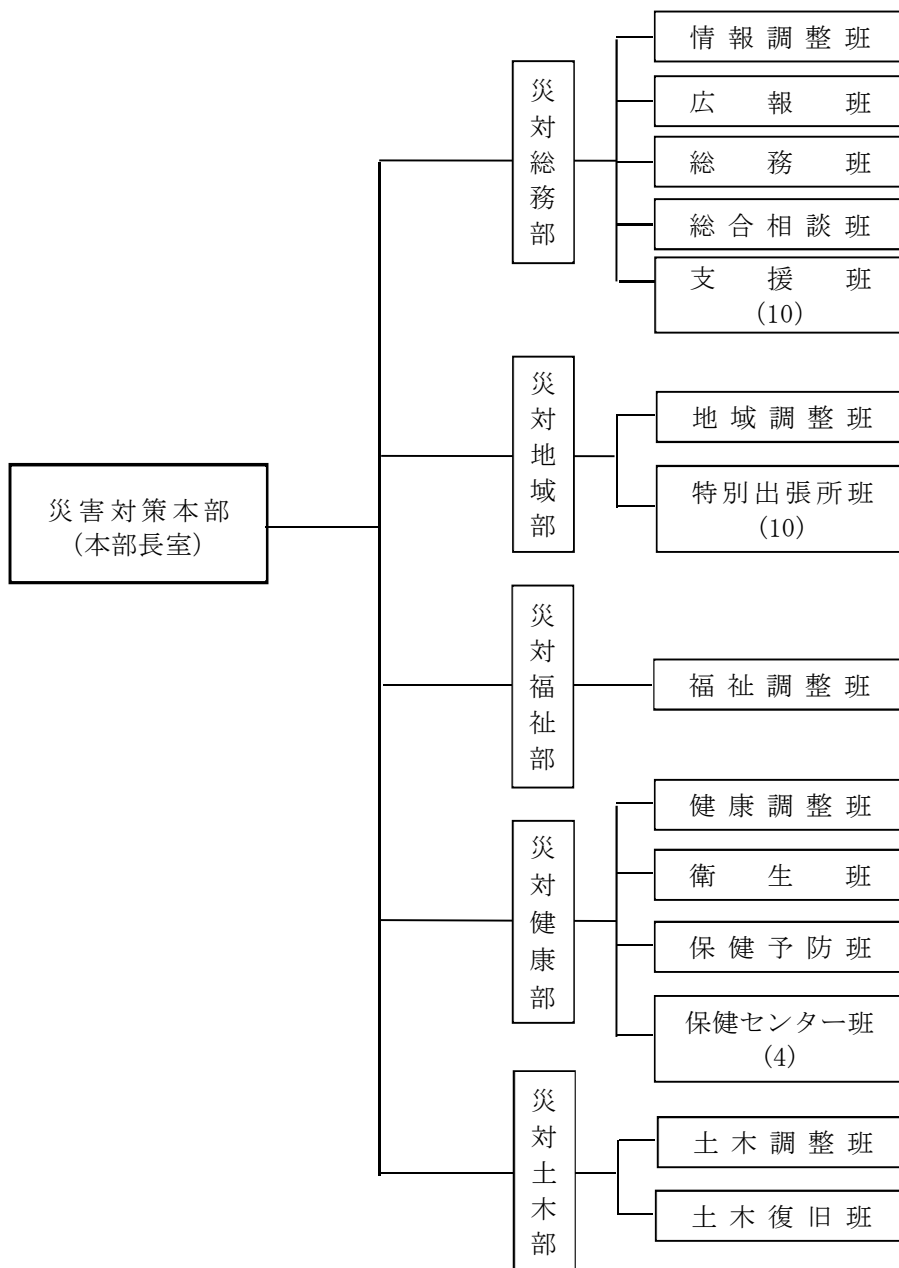 災害対策本部
(本部長室)
災対総務部
情報調整班
広報班
総務班
総合相談班
支援班
(10)
災対地域部
地域調整班
特別出張所班
(10)
災対福祉部
福祉調整班
災対健康部
健康調整班
衛生班
保健予防班
保健センター班
(4)
災対土木部
土木調整班
土木復旧班